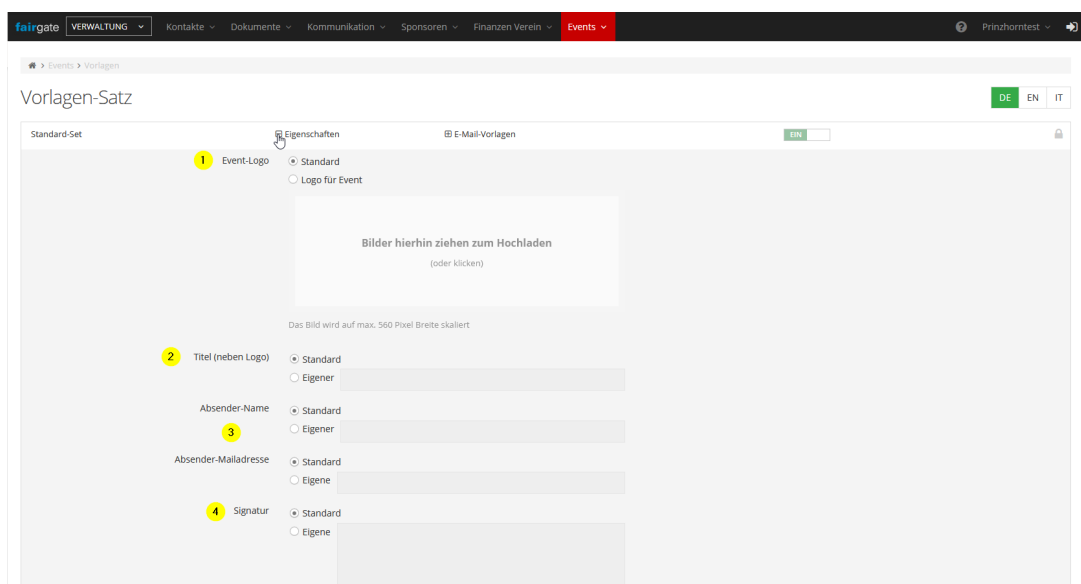 fairgate VERWALTUNG Kontakte Dokumente Kommunikation Sponsoren Finanzen Verein Events Prinzhorntest
> Events > Vorlagen
Vorlagen-Satz DE EN IT
Standard-Set Eigenschaften E-Mail-Vorlagen EIN
1 Event-Logo Standard
Logo für Event
Bilder hierhin ziehen zum Hochladen
(oder klicken)
Das Bild wird auf max. 560 Pixel Breite skaliert
2 Titel (neben Logo) Standard
Eigener
Absender-Name Standard
3 Eigener
Absender-Mailadresse Standard
Eigene
4 Signatur Standard
Eigene